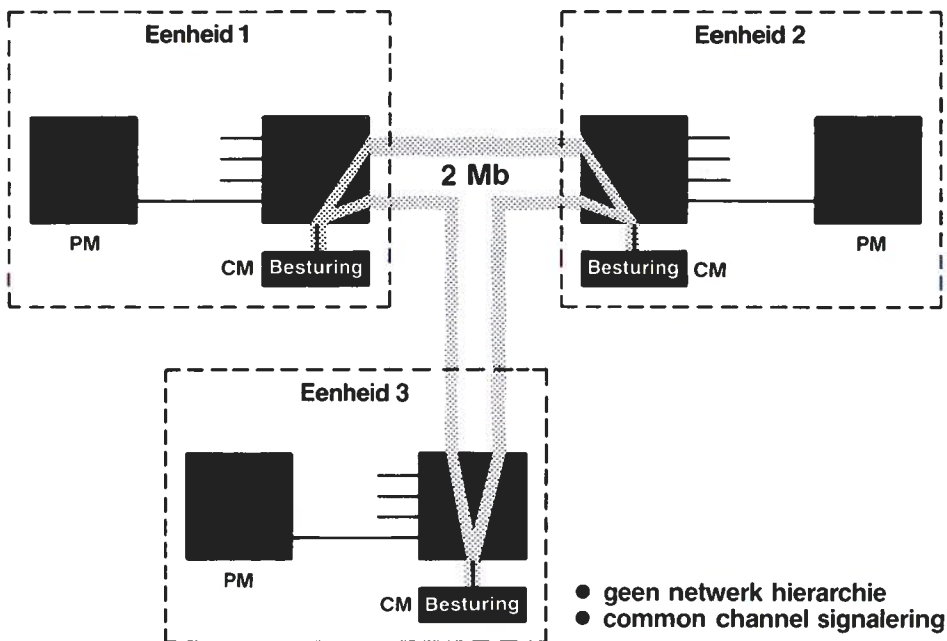 Eenheid 1
Eenheid 2
2 Mb
PM
CM
Besturing
Besturing
CM
PM
Eenheid 3
PM
CM
Besturing
● geen netwerk hierarchie
● common channel signalering